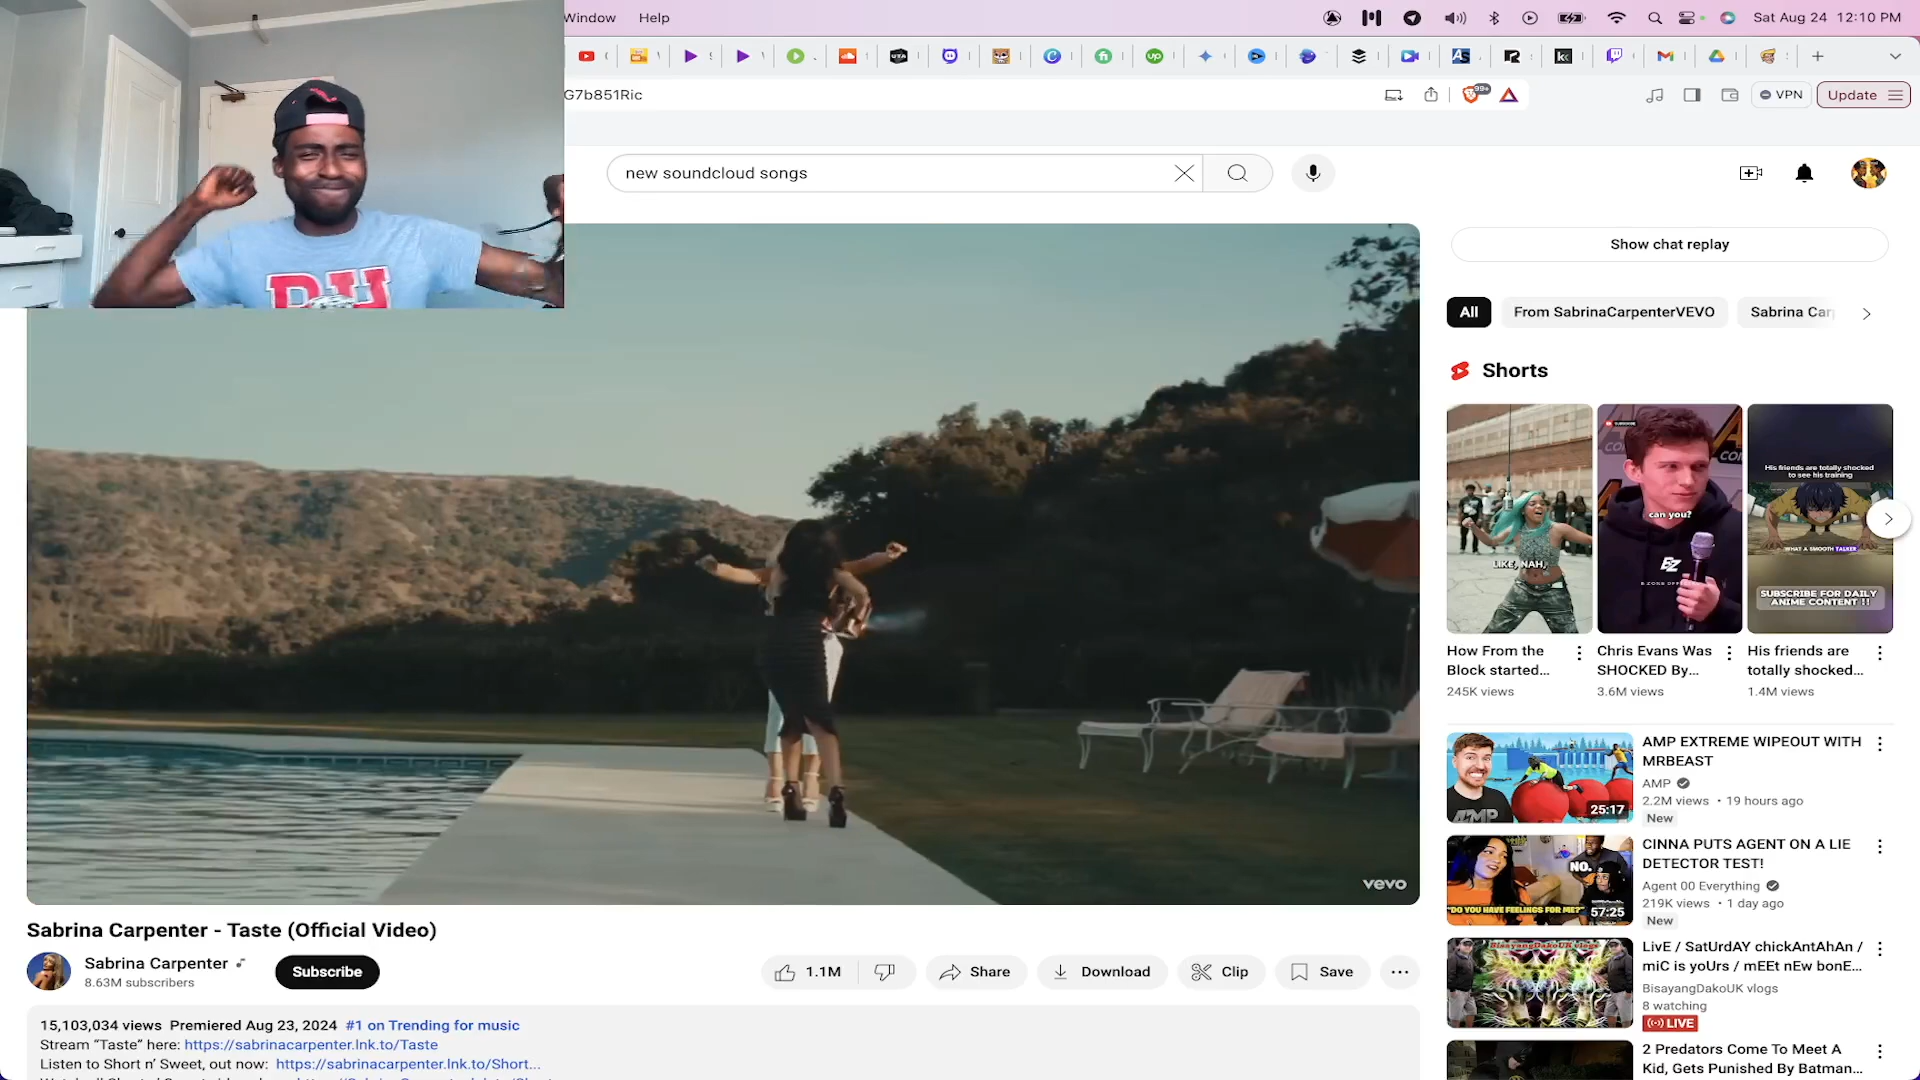 Window Help
Sat Aug 24 12:10 PM
G7b851Ric
99+
VPN
Update
new soundcloud songs
Show chat replay
All
From SabrinaCarpenterVEVO
Sabrina Car
Shorts
LIKE, NAH,
can you?
His friends are totally shocked
to see his training
WHAT A SMOOTH TALKER
SUBSCRIBE FOR DAILY
ANIME CONTENT !!
How From the
Block started...
245K views
Chris Evans Was
SHOCKED By...
3.6M views
His friends are
totally shocked...
1.4M views
25:17
AMP EXTREME WIPEOUT WITH
MRBEAST
AMP
2.2M views • 19 hours ago
New
NO.
"DO YOU HAVE FEELINGS FOR ME?"
57:25
CINNA PUTS AGENT ON A LIE
DETECTOR TEST!
Agent 00 Everything
219K views • 1 day ago
New
BisayangDakoUK vlogs
LivE / SatUrdAY chickAntAhAn /
miC is yoUrs / mEEt nEw bonE...
BisayangDakoUK vlogs
8 watching
LIVE
2 Predators Come To Meet A
Kid, Gets Punished By Batman...
vevo
Sabrina Carpenter - Taste (Official Video)
Sabrina Carpenter
8.63M subscribers
Subscribe
1.1M
Share
Download
Clip
Save
15,103,034 views Premiered Aug 23, 2024 #1 on Trending for music
Stream “Taste” here: https://sabrinacarpenter.lnk.to/Taste
Listen to Short n’ Sweet, out now: https://sabrinacarpenter.lnk.to/Short...